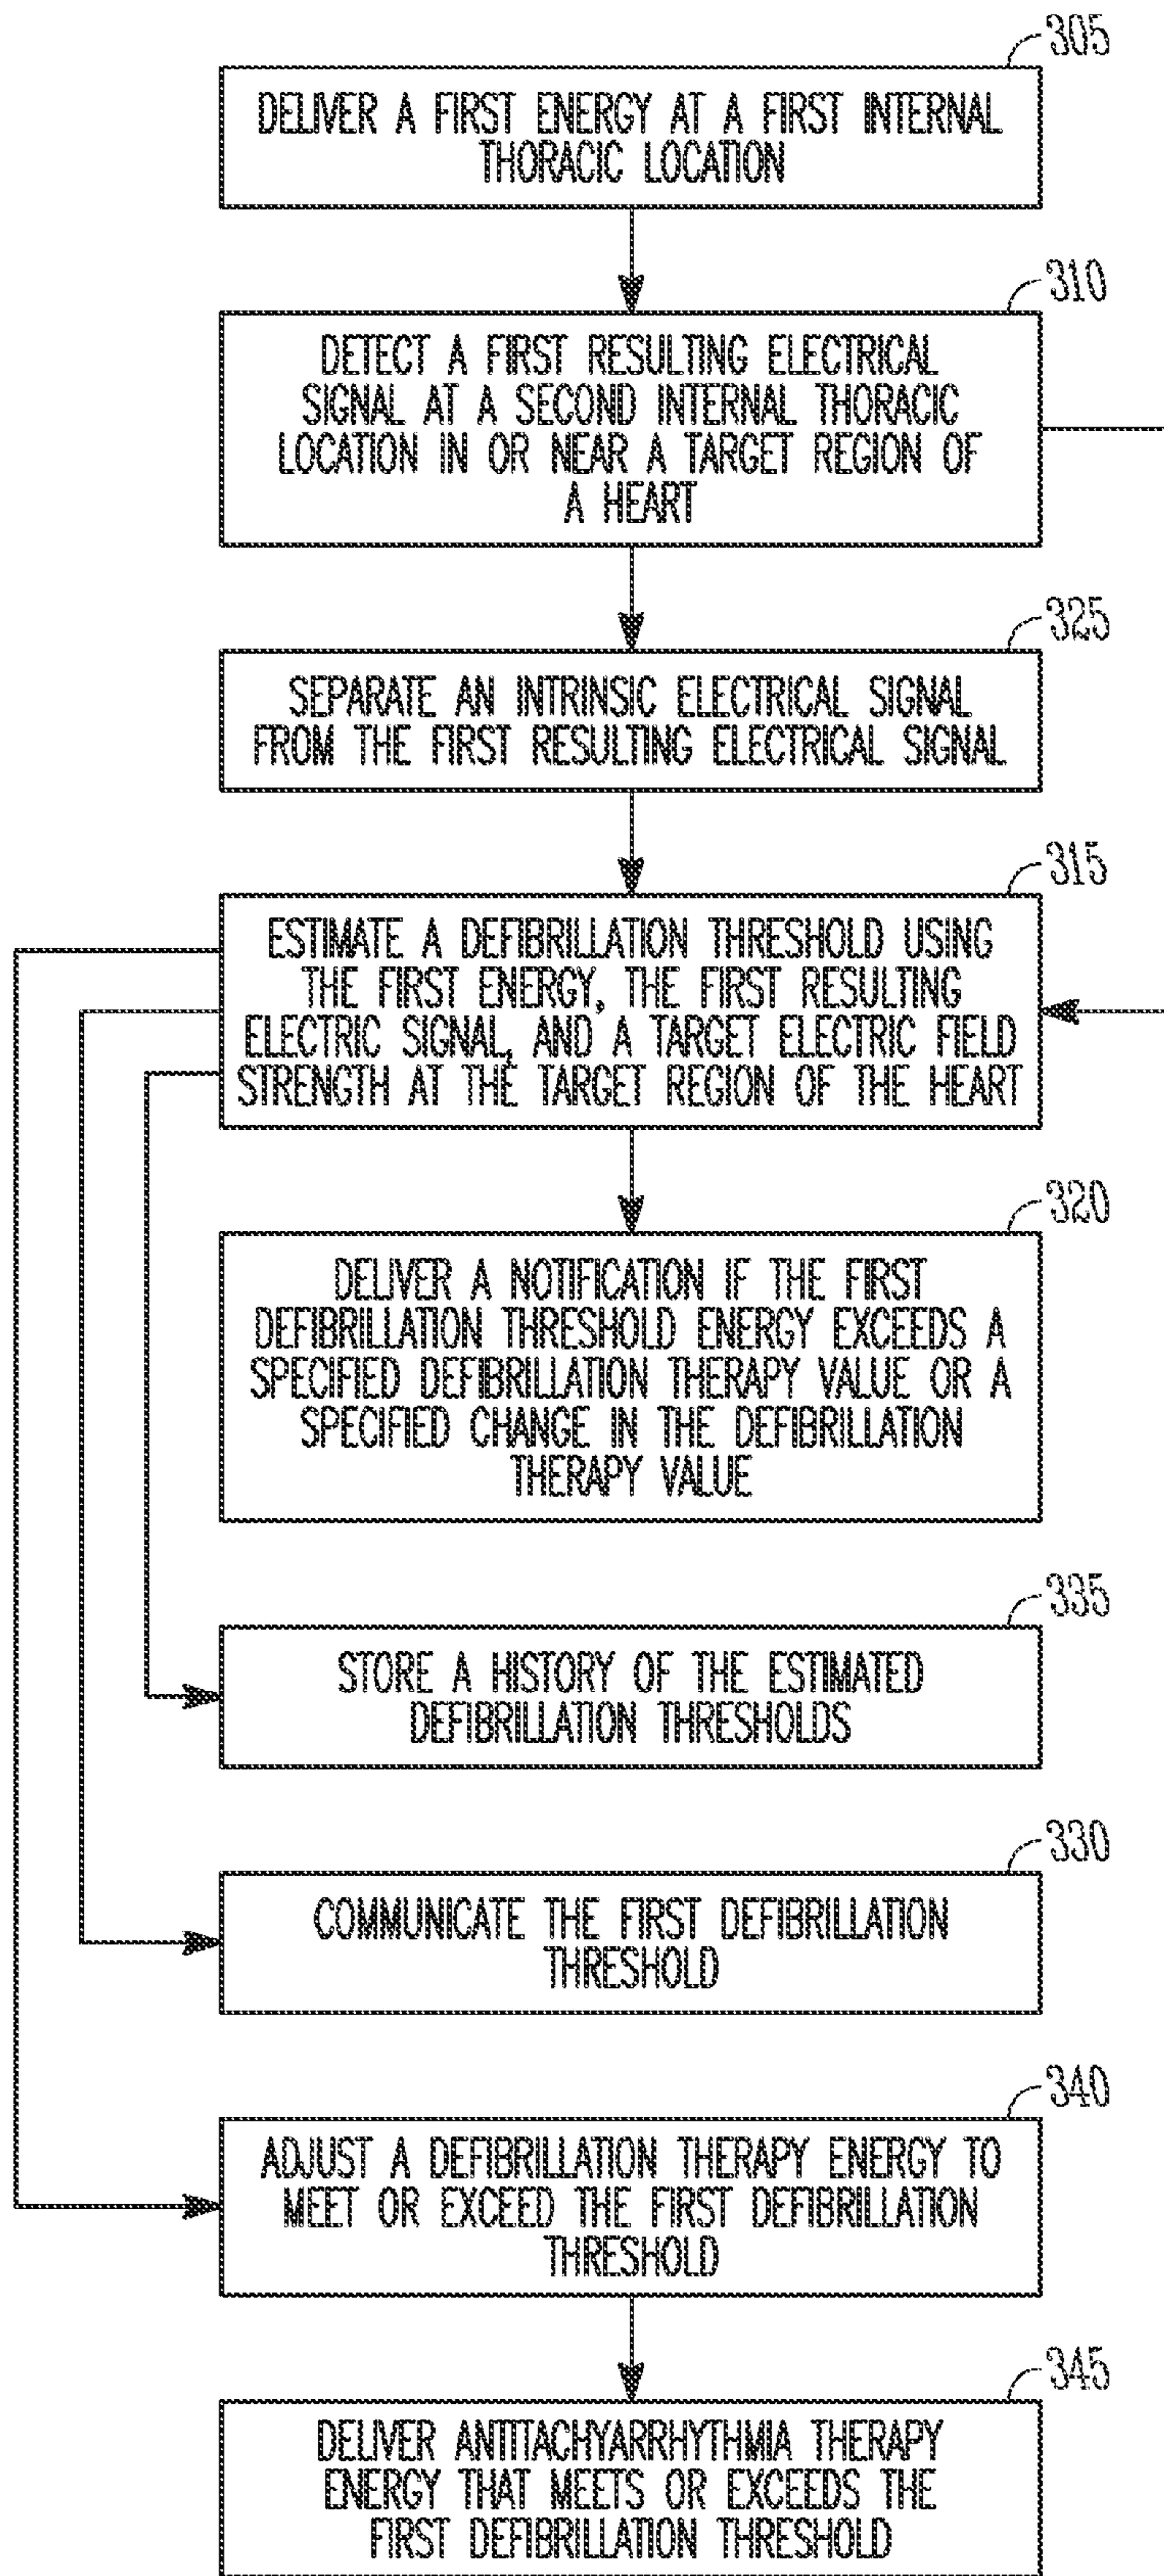 305
DELIVER A FIRST ENERGY AT A FIRST INTERNAL
THORACIC LOCATION
310
DETECT A FIRST RESULTING ELECTRICAL
SIGNAL AT A SECOND INTERNAL THORACIC
LOCATION IN OR NEAR A TARGET REGION OF
A HEART
325
SEPARATE AN INTRINSIC ELECTRICAL SIGNAL
FROM THE FIRST RESULTING ELECTRICAL SIGNAL
315
ESTIMATE A DEFIBRILLATION THRESHOLD USING
THE FIRST ENERGY, THE FIRST RESULTING
ELECTRIC SIGNAL, AND A TARGET ELECTRIC FIELD
STRENGTH AT THE TARGET REGION OF THE HEART
320
DELIVER A NOTIFICATION IF THE FIRST
DEFIBRILLATION THRESHOLD ENERGY EXCEEDS A
SPECIFIED DEFIBRILLATION THERAPY VALUE OR A
SPECIFIED CHANGE IN THE DEFIBRILLATION
THERAPY VALUE
335
STORE A HISTORY OF THE ESTIMATED
DEFIBRILLATION THRESHOLDS
330
COMMUNICATE THE FIRST DEFIBRILLATION
THRESHOLD
340
ADJUST A DEFIBRILLATION THERAPY ENERGY TO
MEET OR EXCEED THE FIRST DEFIBRILLATION
THRESHOLD
345
DELIVER ANTITACHYARRHYTHMIA THERAPY
ENERGY THAT MEETS OR EXCEEDS THE
FIRST DEFIBRILLATION THRESHOLD